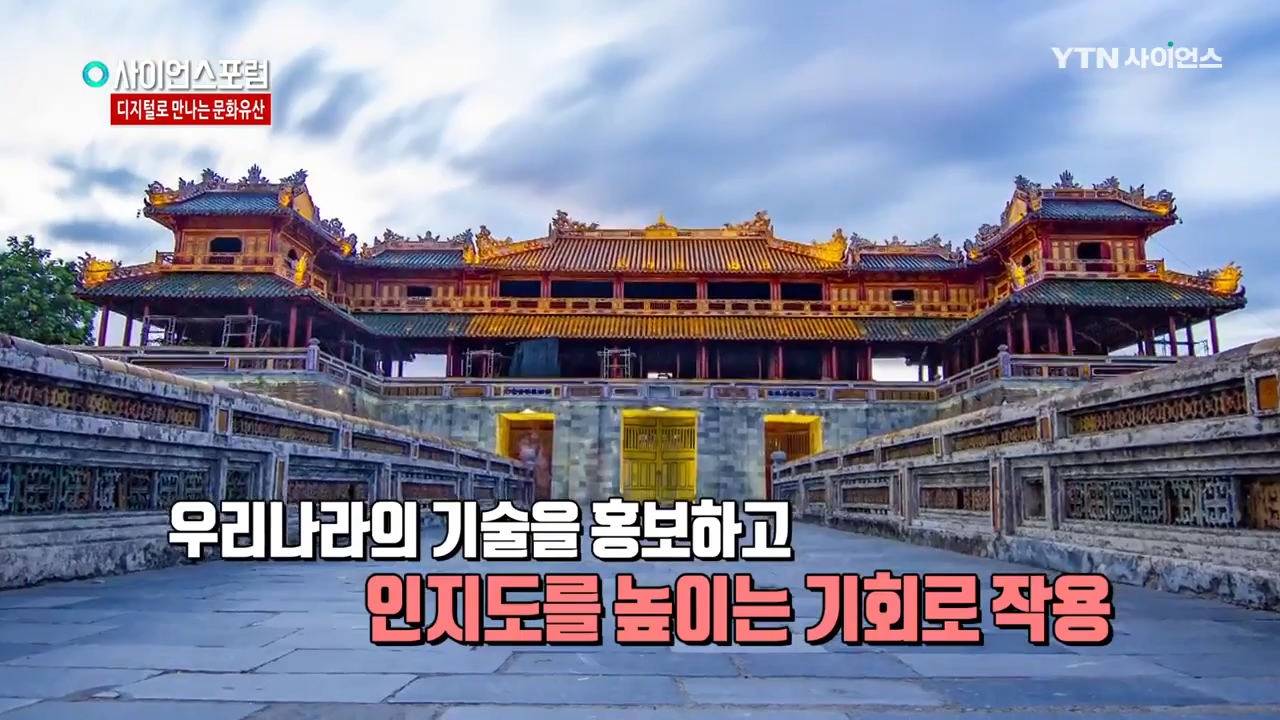 사이언스포럼
디지털로 만나는 문화유산
YTN 사이언스
우리나라의 기술을 홍보하고
인지도를 높이는 기회로 작용